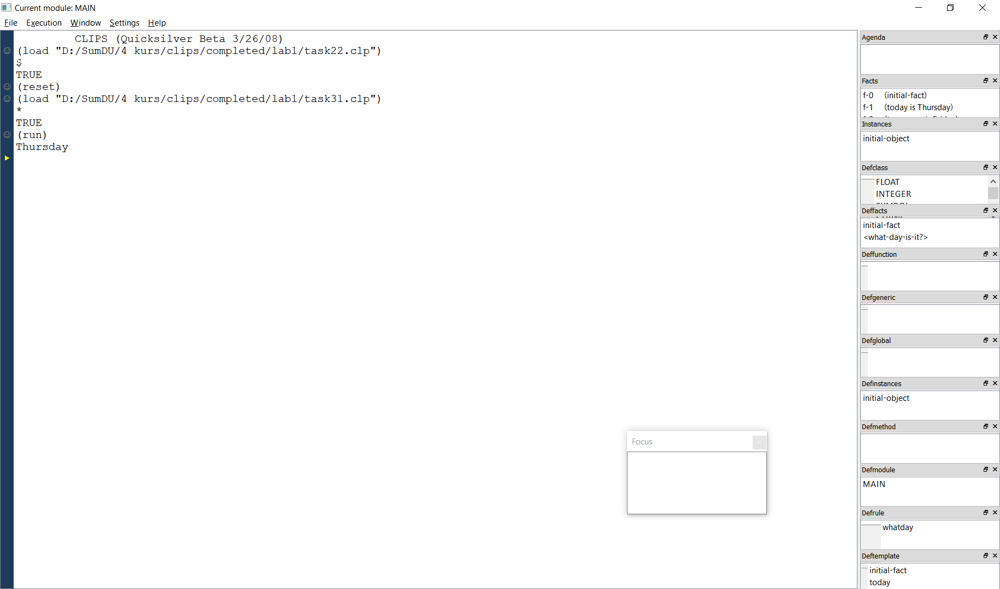 Current module: MAIN
File Execution Window Settings Help
CLIPS (Quicksilver Beta 3/26/08)
(load "D:/SumDU/4 kurs/clips/completed/lab1/task22.clp")
$
TRUE
(reset)
(load "D:/SumDU/4 kurs/clips/completed/lab1/task31.clp")
*
TRUE
(run)
Thursday
Focus
Agenda
Facts
f-0 (initial-fact)
f-1 (today is Thursday)
Instances
initial-object
Defclass
FLOAT
INTEGER
Deffacts
initial-fact
<what-day-is-it?>
Deffunction
Defgeneric
Defglobal
Definstances
initial-object
Defmethod
Defmodule
MAIN
Defrule
whatday
Deftemplate
initial-fact
today